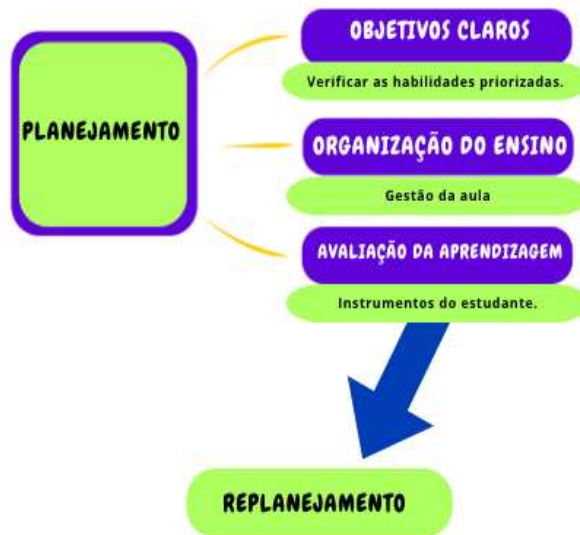 PLANEJAMENTO
OBJETIVOS CLAROS
Verificar as habilidades priorizadas.
ORGANIZAÇÃO DO ENSINO
Gestão da aula
AVALIAÇÃO DA APRENDIZAGEM
Instrumentos do estudante.
REPLANEJAMENTO